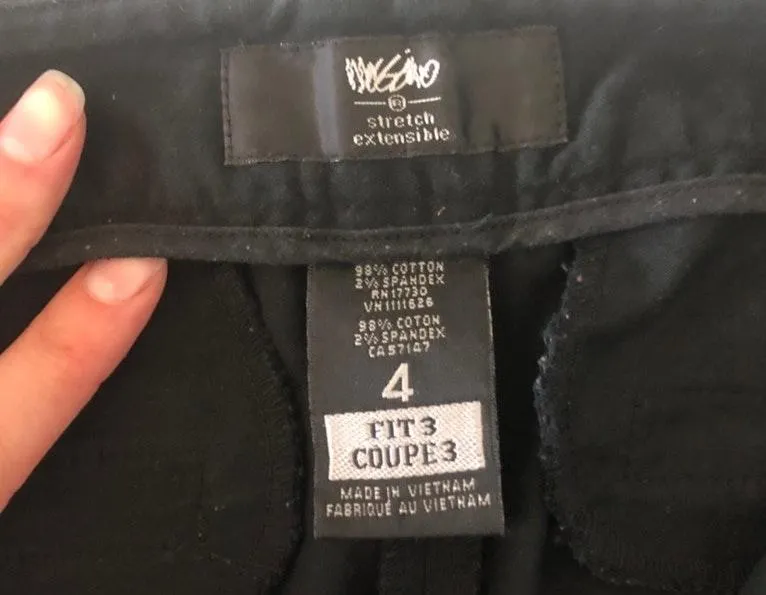 mossimo
®
stretch
extensible
98% COTTON
2% SPANDEX
RN17730
VN1111626
98% COTON
2% SPANDEX
CA57147
4
FIT 3
COUPE 3
MADE IN VIETNAM
FABRIQUÉ AU VIETNAM